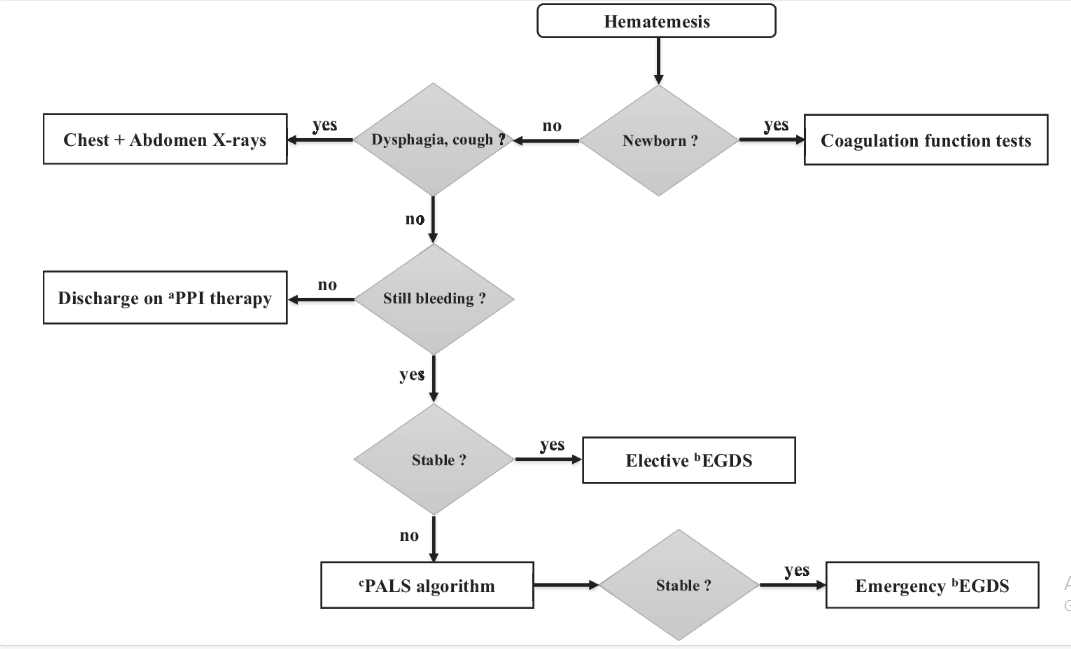 Hematemesis
Newborn ?
yes
Coagulation function tests
no
Dysphagia, cough ?
yes
Chest + Abdomen X-rays
no
Still bleeding ?
no
Discharge on ᵃPPI therapy
yes
Stable ?
yes
Elective ᵇEGDS
no
ᶜPALS algorithm
Stable ?
yes
Emergency ᵇEGDS